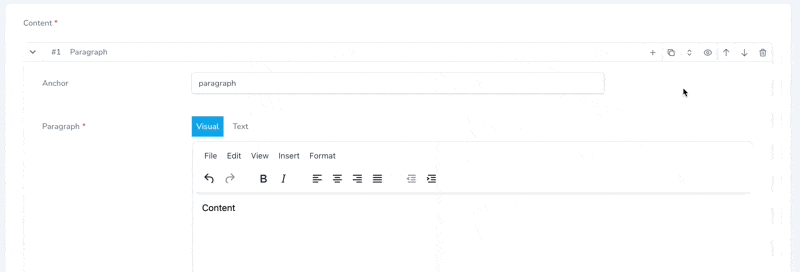 Content *
#1 Paragraph
Anchor
paragraph
Paragraph *
Visual Text
File Edit View Insert Format
B I
Content